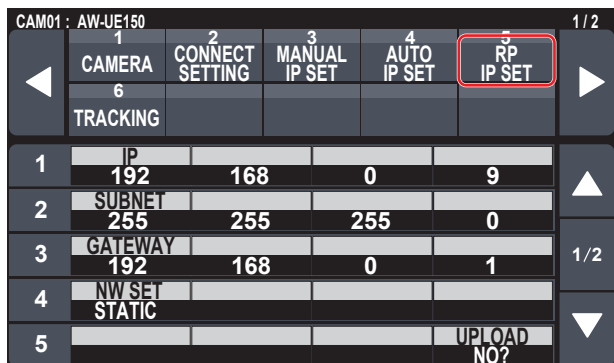 CAM01 : AW-UE150 1 / 2
1 2 3 4 5
CAMERA CONNECT SETTING MANUAL IP SET AUTO IP SET RP IP SET
6
TRACKING
1 IP
192 168 0 9
2 SUBNET
255 255 255 0
3 GATEWAY
192 168 0 1
1/2
4 NW SET
STATIC
5 UPLOAD
NO?